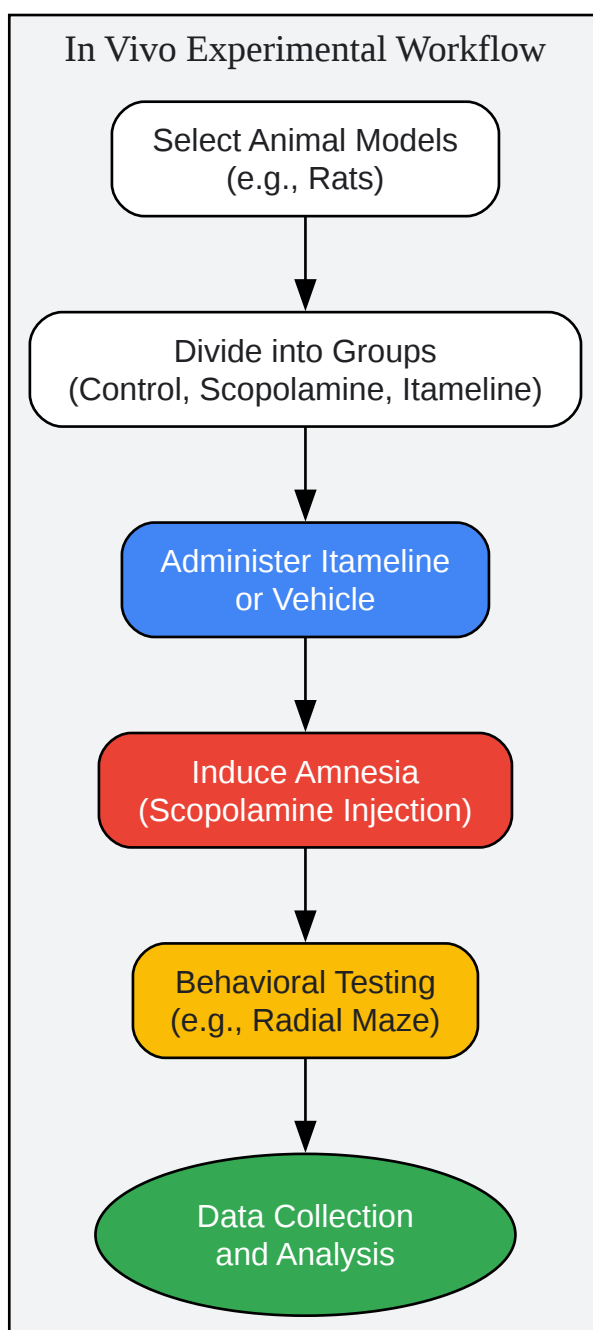 In Vivo Experimental Workflow
Select Animal Models
(e.g., Rats)
Divide into Groups
(Control, Scopolamine, Itameline)
Administer Itameline
or Vehicle
Induce Amnesia
(Scopolamine Injection)
Behavioral Testing
(e.g., Radial Maze)
Data Collection
and Analysis